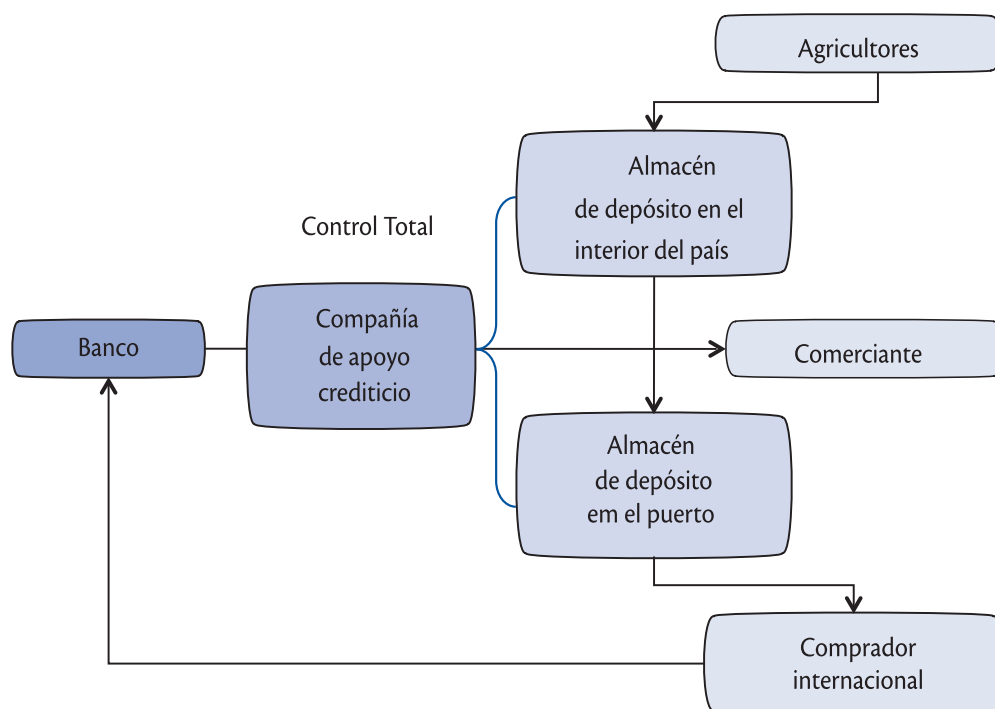 Agricultores
Almacén
de depósito en el
interior del país
Control Total
Compañía
de apoyo
crediticio
Banco
Comerciante
Almacén
de depósito
em el puerto
Comprador
internacional